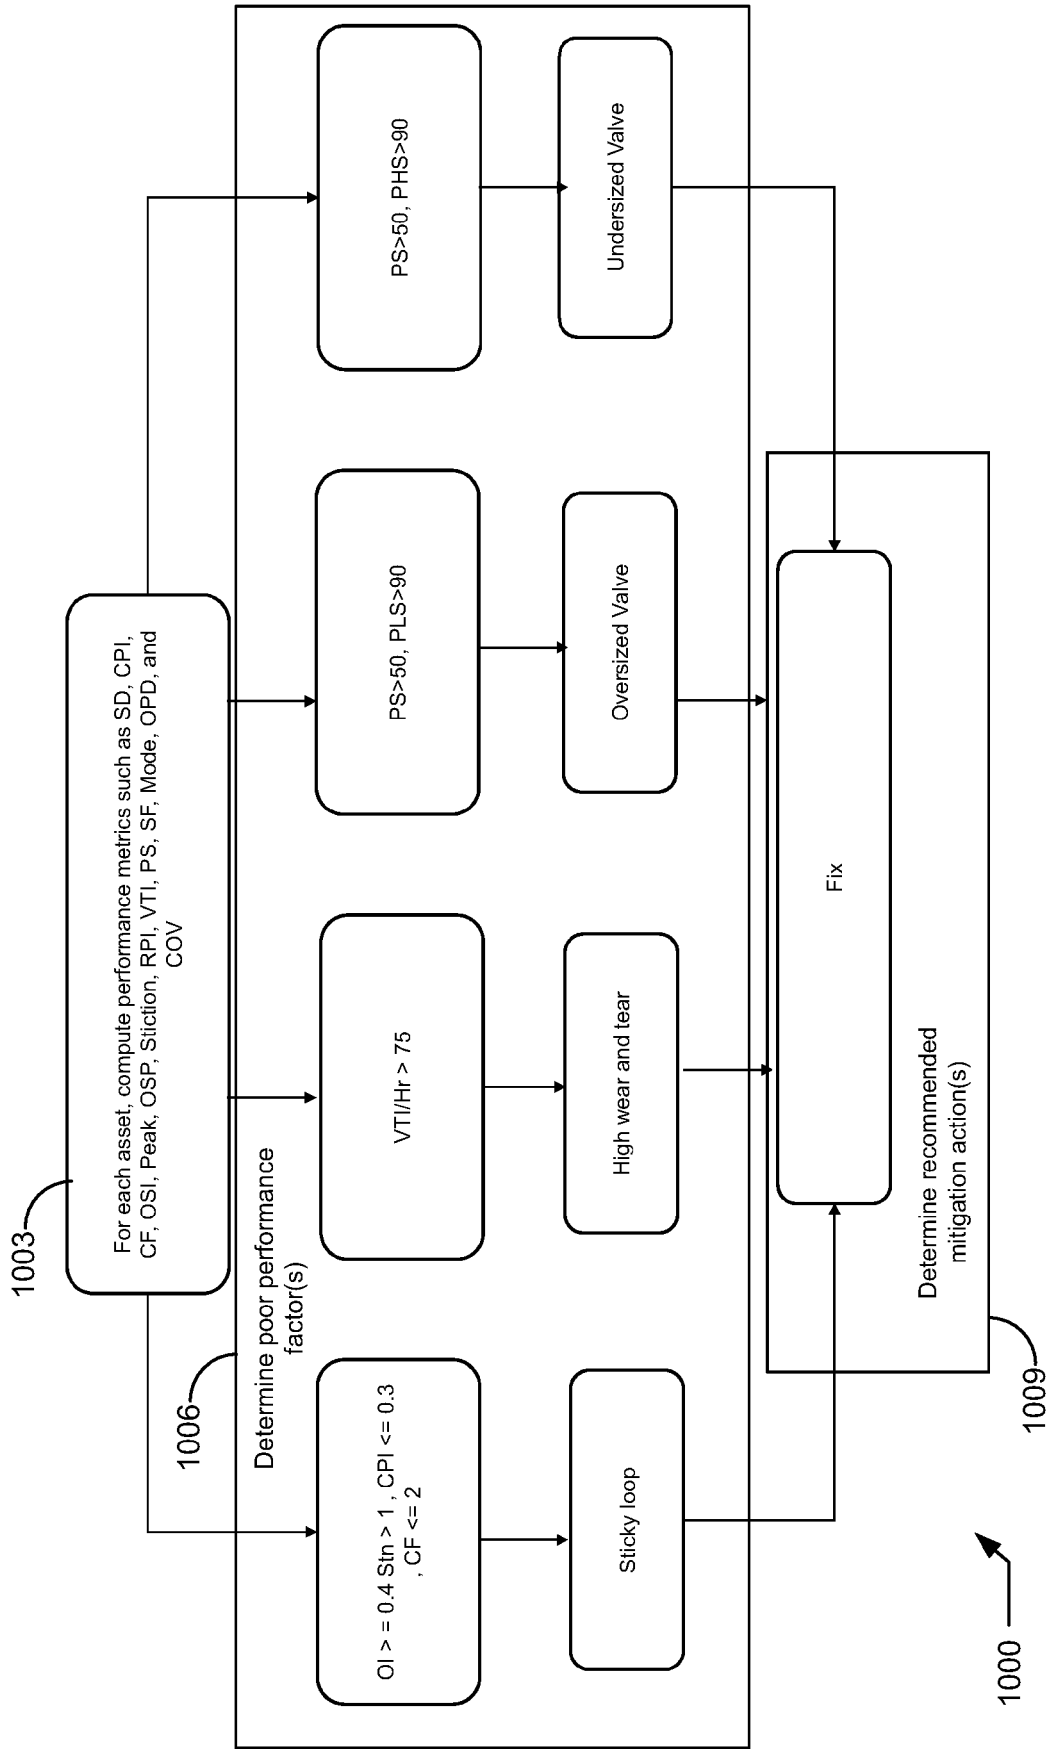 1003
For each asset, compute performance metrics such as SD, CPI,
CF, OSI, Peak, OSP, Stiction, RPI, VTI, PS, SF, Mode, OPD, and
COV
1006
Determine poor performance
factor(s)
OI > = 0.4 Stn > 1 , CPI <= 0.3
, CF <= 2
VTI/Hr > 75
PS>50, PLS>90
PS>50, PHS>90
Sticky loop
High wear and tear
Oversized Valve
Undersized Valve
Fix
Determine recommended
mitigation action(s)
1009
1000